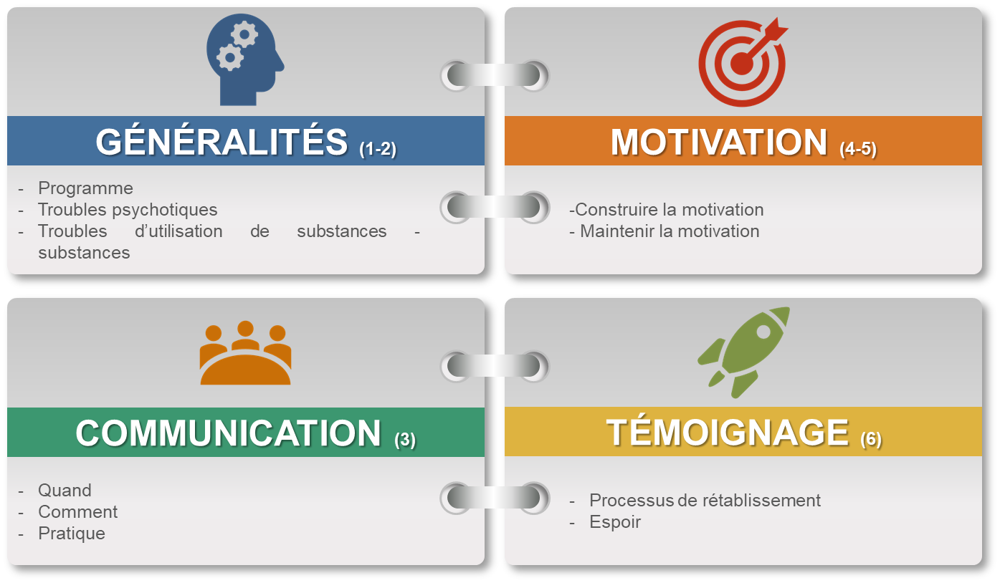 GÉNÉRALITÉS (1-2)
- Programme
- Troubles psychotiques
- Troubles d’utilisation de substances -
substances
MOTIVATION (4-5)
-Construire la motivation
- Maintenir la motivation
COMMUNICATION (3)
- Quand
- Comment
- Pratique
TÉMOIGNAGE (6)
- Processus de rétablissement
- Espoir